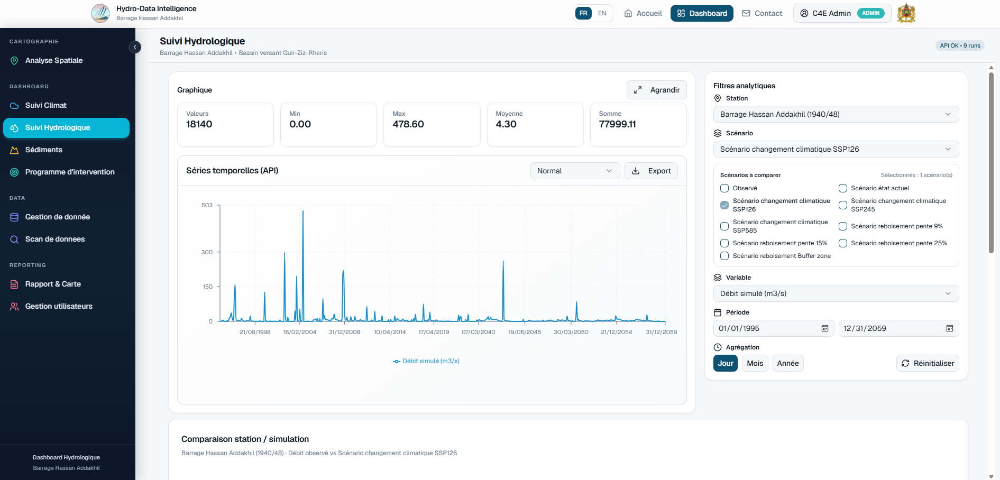 Hydro-Data Intelligence
Barrage Hassan Addakhil
FR
EN
Accueil
Dashboard
Contact
C4E Admin
ADMIN
CARTOGRAPHIE
Analyse Spatiale
DASHBOARD
Suivi Climat
Suivi Hydrologique
Sédiments
Programme d'intervention
DATA
Gestion de donnée
Scan de donnees
REPORTING
Rapport & Carte
Gestion utilisateurs
Dashboard Hydrologique
Barrage Hassan Addakhil
Suivi Hydrologique
Barrage Hassan Addakhil • Bassin versant Guir-Ziz-Rheris
API OK • 9 runs
Graphique
Agrandir
Valeurs
18140
Min
0.00
Max
478.60
Moyenne
4.30
Somme
77999.11
Séries temporelles (API)
Normal
Export
503
300
150
0
21/08/1998
16/02/2004
31/12/2008
10/04/2014
17/04/2019
07/03/2040
19/06/2045
30/03/2050
21/12/2054
31/12/2059
Débit simulé (m3/s)
Filtres analytiques
Station
Barrage Hassan Addakhil (1940/48)
Scénario
Scénario changement climatique SSP126
Scénarios à comparer
Sélectionnés : 1 scénario(s)
Observé
Scénario état actuel
Scénario changement climatique
SSP126
Scénario changement climatique
SSP245
Scénario changement climatique
SSP585
Scénario reboisement pente 9%
Scénario reboisement pente 15%
Scénario reboisement pente 25%
Scénario reboisement Buffer zone
Variable
Débit simulé (m3/s)
Période
01/01/1995
12/31/2059
Agrégation
Jour
Mois
Année
Réinitialiser
Comparaison station / simulation
Barrage Hassan Addakhil (1940/48) · Débit observé vs Scénario changement climatique SSP126